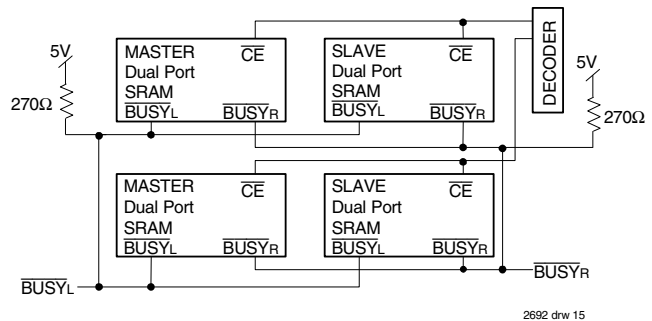 MASTER
Dual Port
SRAM
BUSYL
CE
BUSYR
SLAVE
Dual Port
SRAM
BUSYL
CE
BUSYR
DECODER
5V
270Ω
5V
270Ω
MASTER
Dual Port
SRAM
BUSYL
CE
BUSYR
SLAVE
Dual Port
SRAM
BUSYL
CE
BUSYR
BUSYL
BUSYR
2692 drw 15